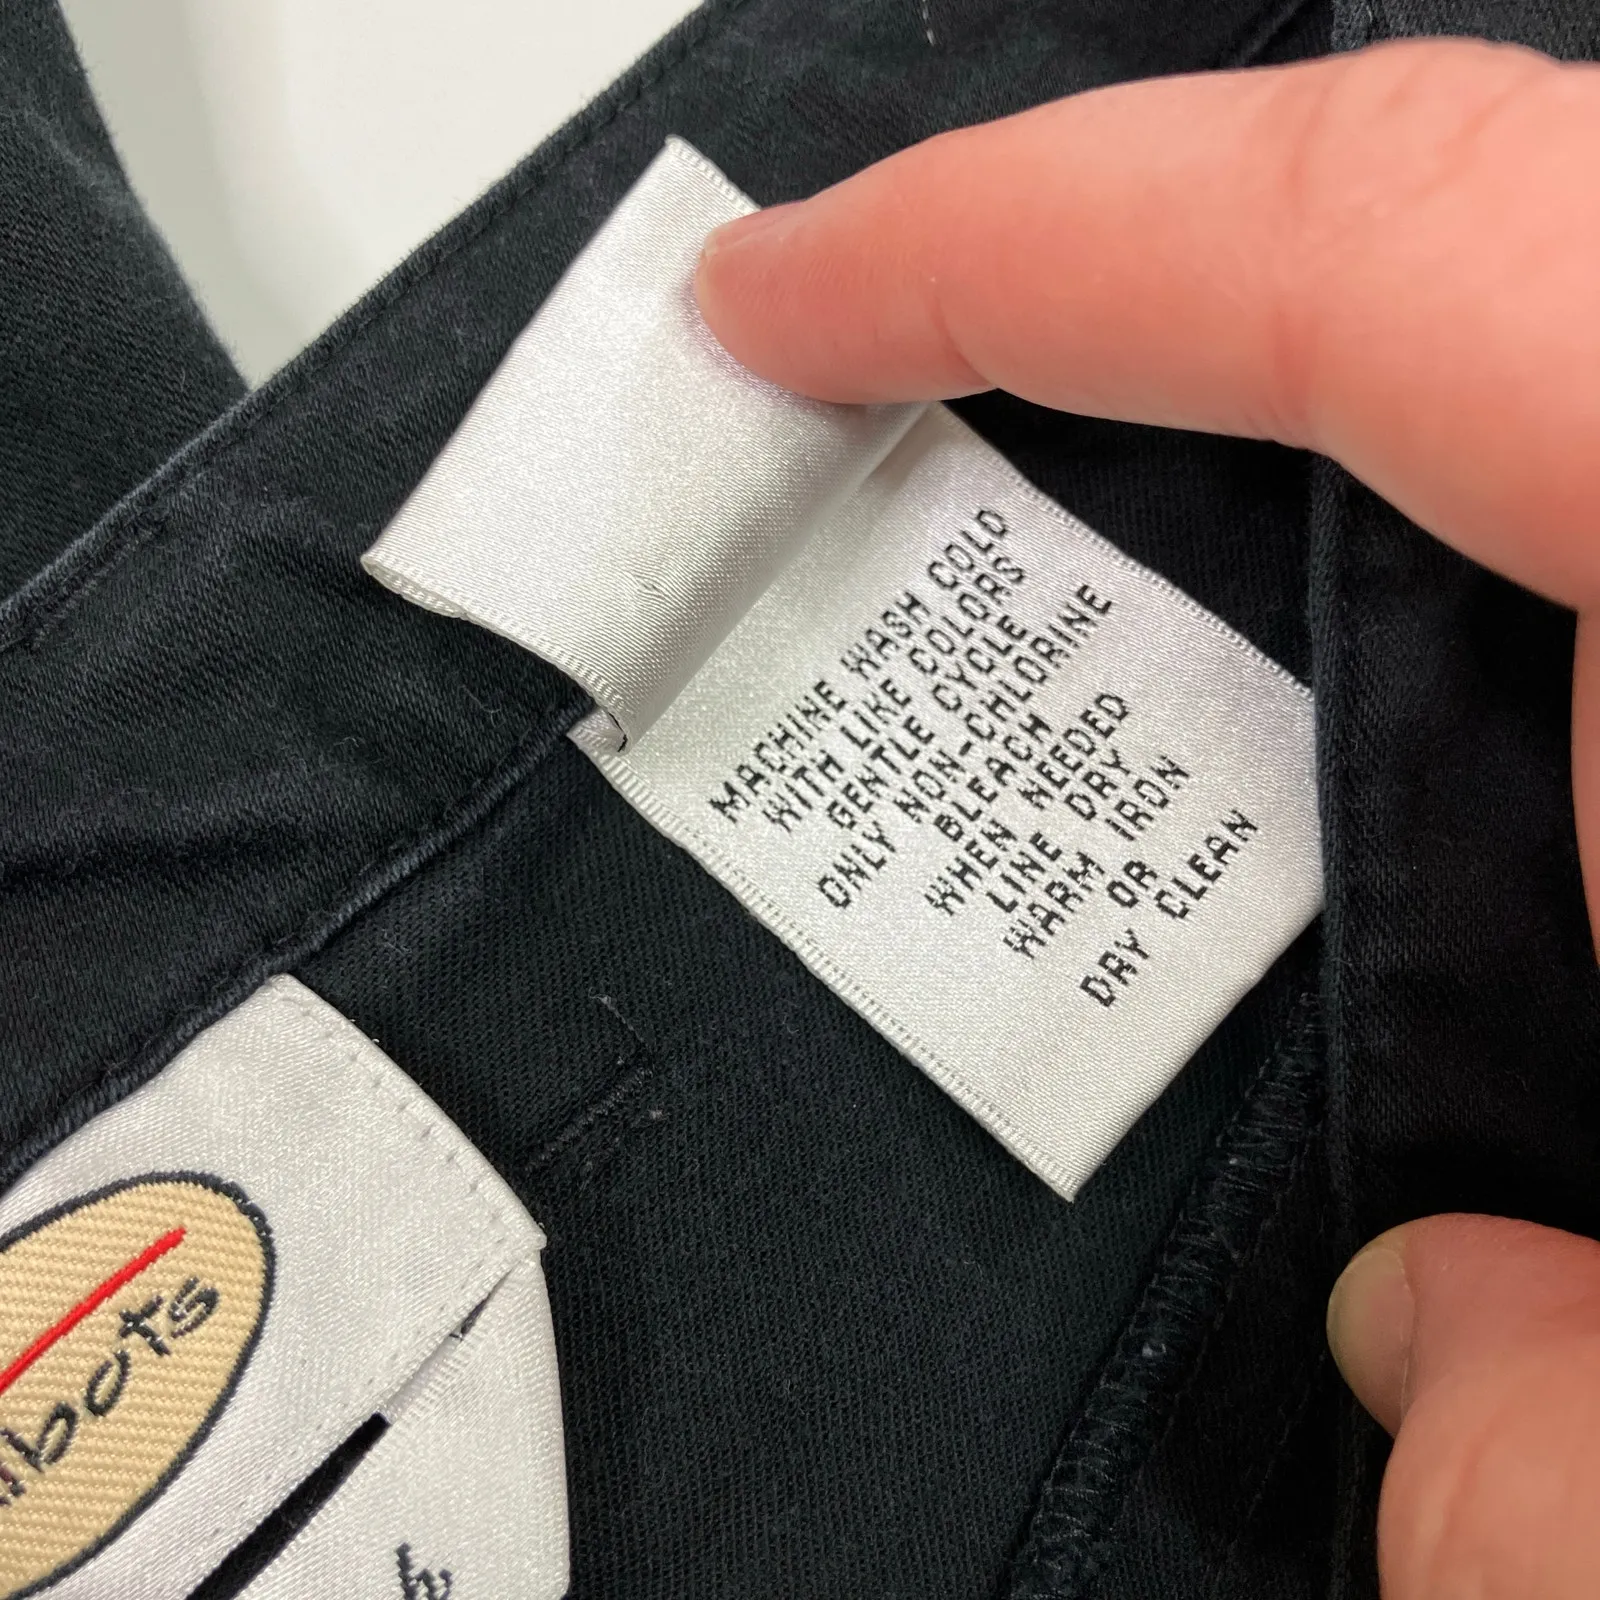 MACHINE WASH COLD
WITH LIKE COLORS
GENTLE CYCLE
ONLY NON-CHLORINE
BLEACH
WHEN NEEDED
LINE DRY
WARM IRON
OR
DRY CLEAN
lbots